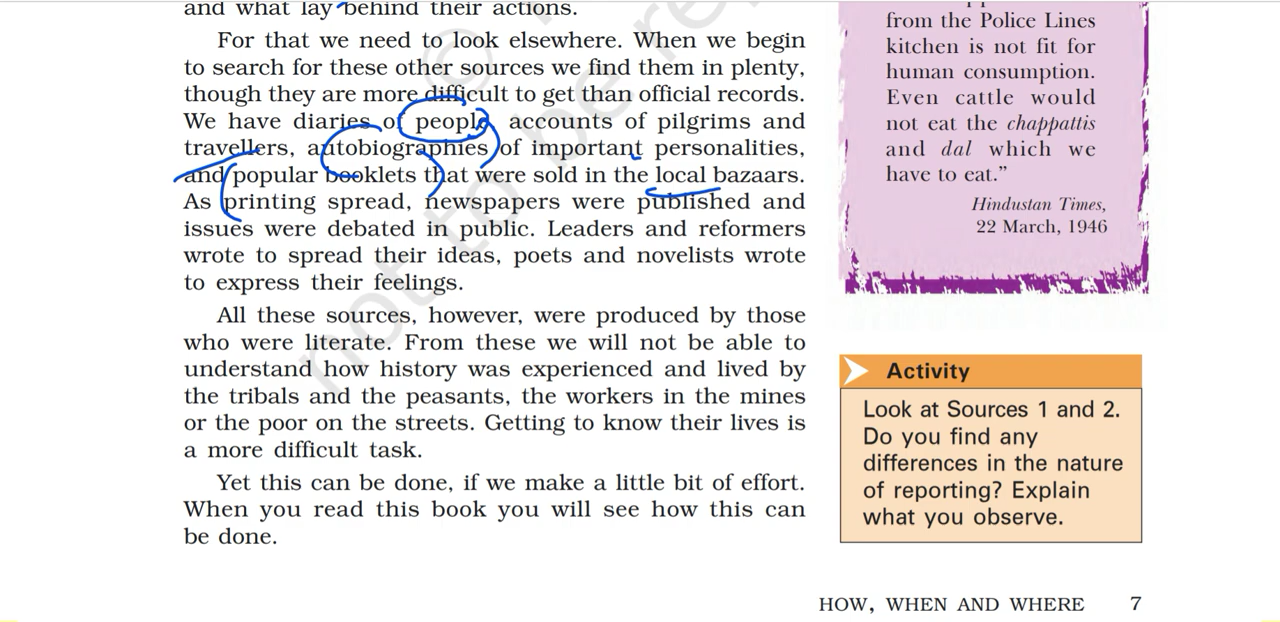 and what lay behind their actions.
For that we need to look elsewhere. When we begin
to search for these other sources we find them in plenty,
though they are more difficult to get than official records.
We have diaries of people, accounts of pilgrims and
travellers, autobiographies of important personalities,
and popular booklets that were sold in the local bazaars.
As printing spread, newspapers were published and
issues were debated in public. Leaders and reformers
wrote to spread their ideas, poets and novelists wrote
to express their feelings.
All these sources, however, were produced by those
who were literate. From these we will not be able to
understand how history was experienced and lived by
the tribals and the peasants, the workers in the mines
or the poor on the streets. Getting to know their lives is
a more difficult task.
Yet this can be done, if we make a little bit of effort.
When you read this book you will see how this can
be done.
from the Police Lines
kitchen is not fit for
human consumption.
Even cattle would
not eat the chappattis
and dal which we
have to eat.”
Hindustan Times,
22 March, 1946
Activity
Look at Sources 1 and 2.
Do you find any
differences in the nature
of reporting? Explain
what you observe.
HOW, WHEN AND WHERE 7
©
not to be re